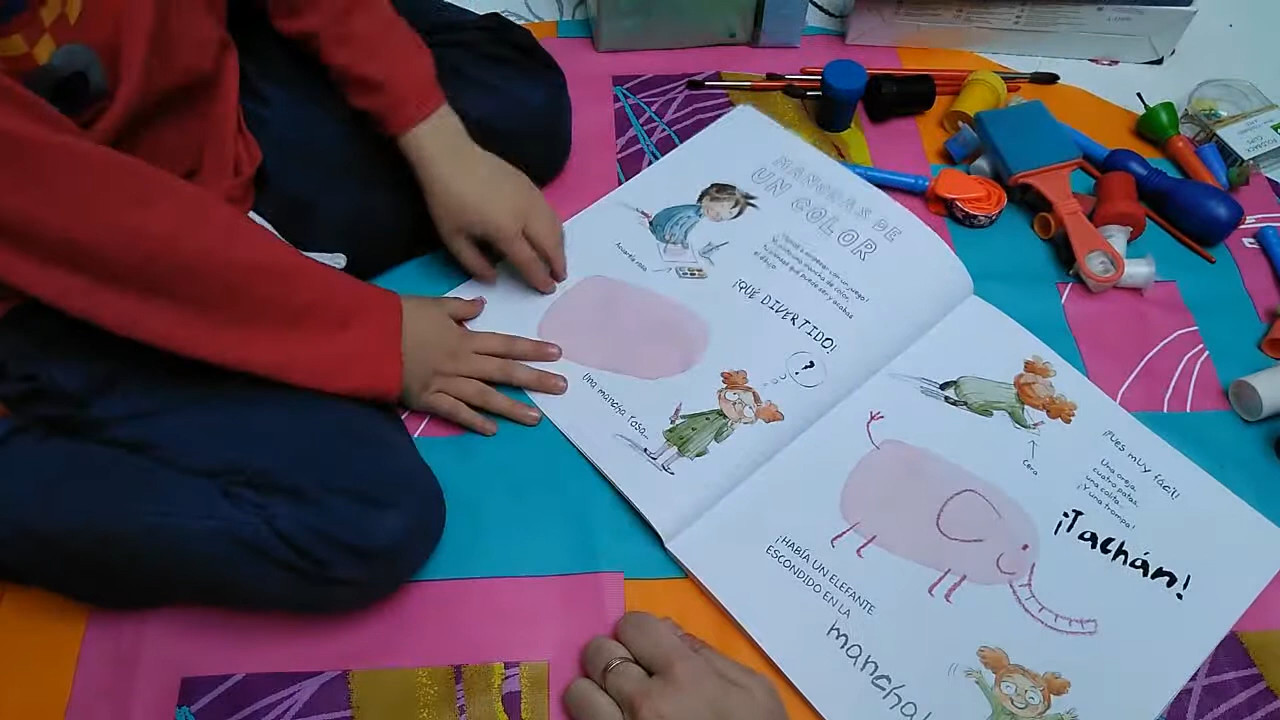 MANCHAS DE
UN COLOR
Acuarela rosa
¡QUÉ DIVERTIDO!
?
Una mancha rosa...
Cera
¡Pues muy fácil!
Una oreja,
cuatro patas,
una colita...
¡Y una trompa!
¡Tachán!
¡HABÍA UN ELEFANTE
ESCONDIDO EN LA
mancha!